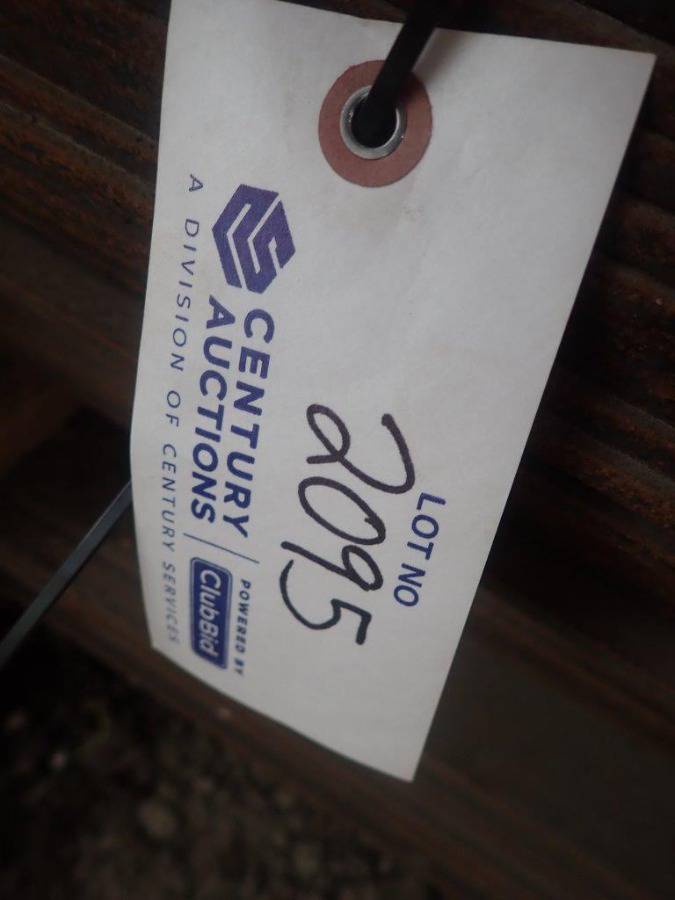 LOT NO
2095
CENTURY
AUCTIONS
POWERED BY
ClubBid
A DIVISION OF CENTURY SERVICES